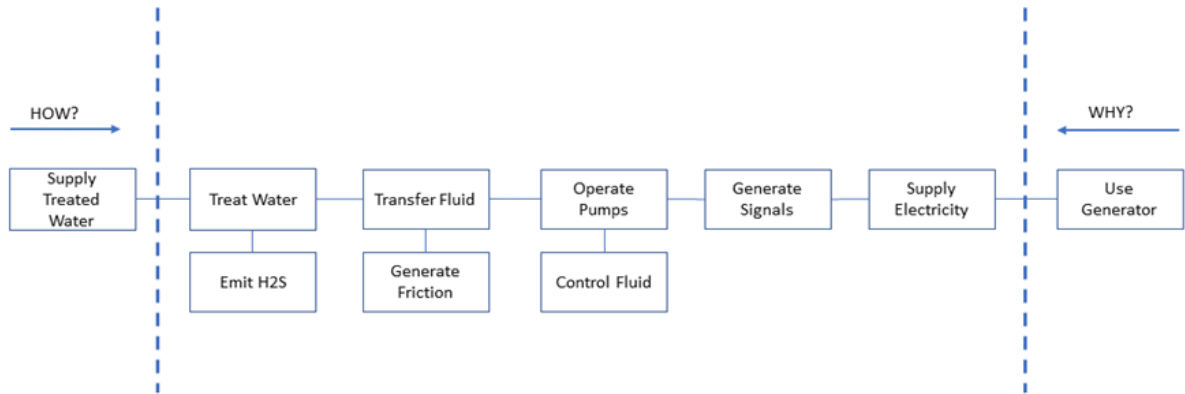 HOW?
WHY?
Supply
Treated
Water
Treat Water
Transfer Fluid
Operate
Pumps
Generate
Signals
Supply
Electricity
Use
Generator
Emit H2S
Generate
Friction
Control Fluid